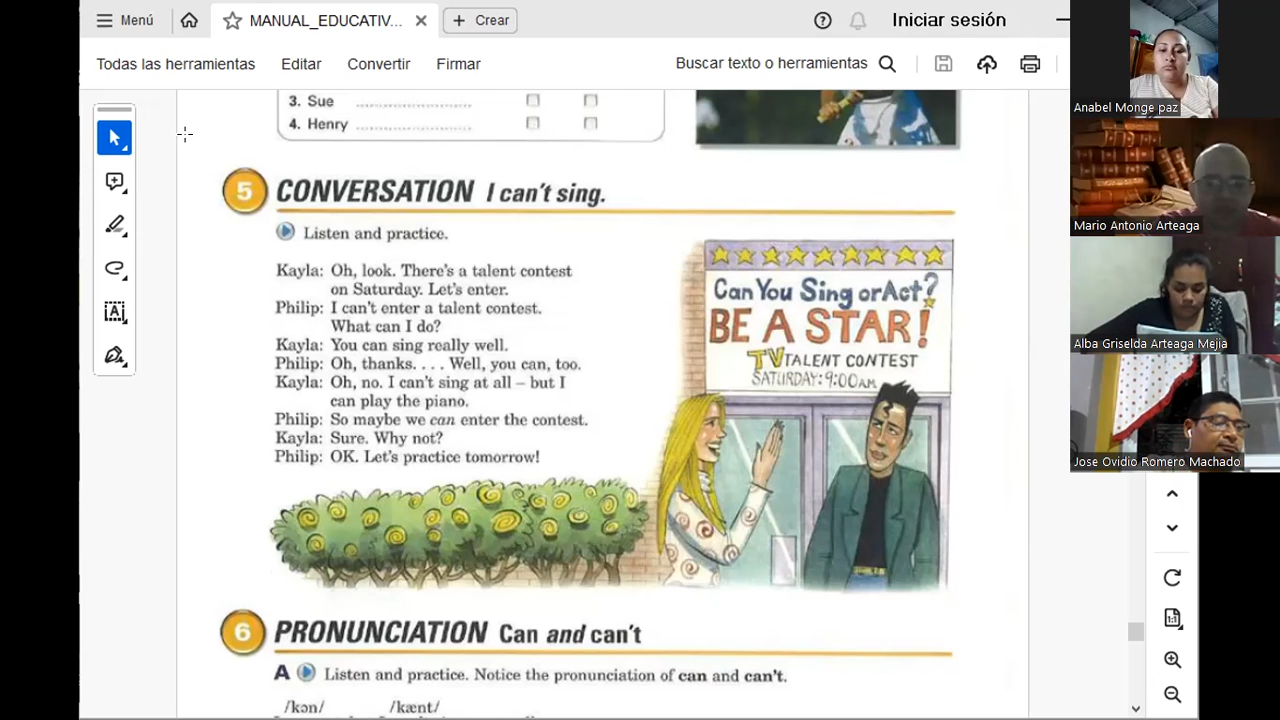 Menú
MANUAL_EDUCATIV...
Crear
Iniciar sesión
Todas las herramientas
Editar
Convertir
Firmar
Buscar texto o herramientas
3. Sue
4. Henry
5 CONVERSATION I can't sing.
Listen and practice.
Kayla: Oh, look. There's a talent contest
on Saturday. Let's enter.
Philip: I can't enter a talent contest.
What can I do?
Kayla: You can sing really well.
Philip: Oh, thanks. . . . Well, you can, too.
Kayla: Oh, no. I can't sing at all – but I
can play the piano.
Philip: So maybe we can enter the contest.
Kayla: Sure. Why not?
Philip: OK. Let's practice tomorrow!
Can You Sing or Act?
BE A STAR!
TV TALENT CONTEST
SATURDAY: 9:00 AM
6 PRONUNCIATION Can and can't
A Listen and practice. Notice the pronunciation of can and can't.
/kən/ /kænt/
Anabel Monge paz
Mario Antonio Arteaga
Alba Griselda Arteaga Mejia
Jose Ovidio Romero Machado
1:1